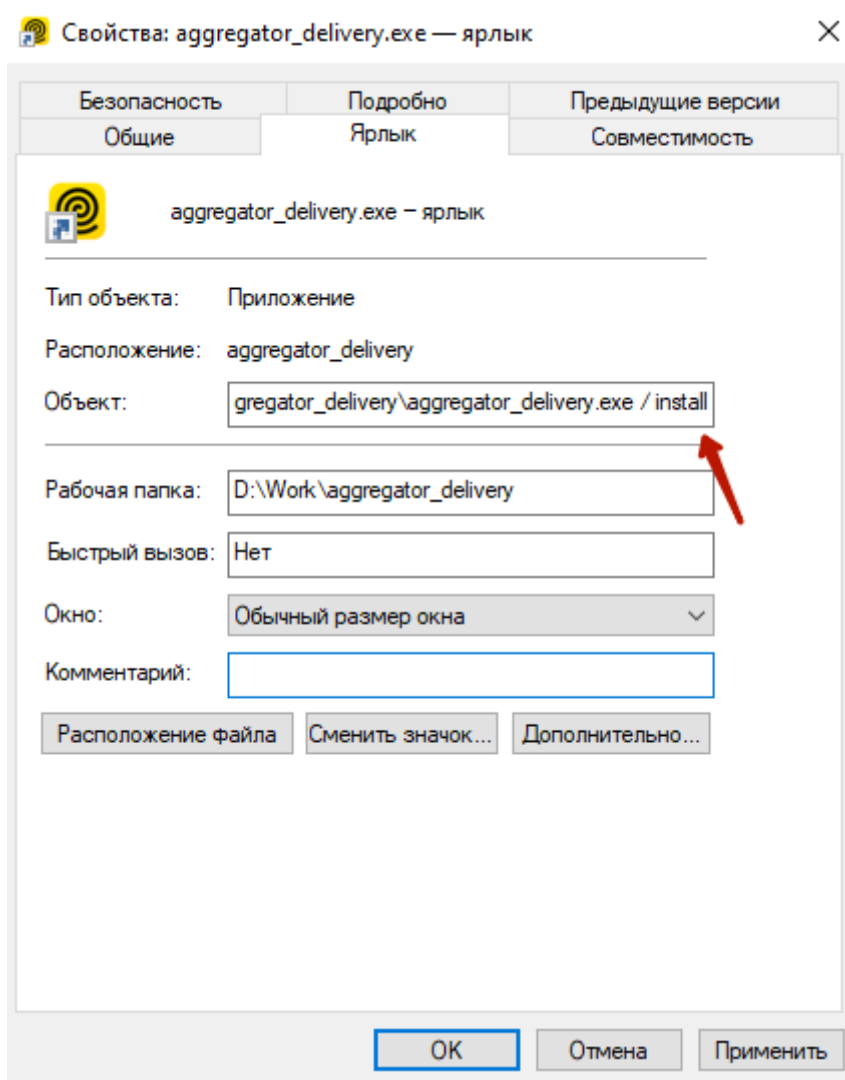 Свойства: aggregator_delivery.exe — ярлык
Безопасность Подробно Предыдущие версии
Общие Ярлык Совместимость
aggregator_delivery.exe – ярлык
Тип объекта: Приложение
Расположение: aggregator_delivery
Объект: gregator_delivery\aggregator_delivery.exe / install
Рабочая папка: D:\Work\aggregator_delivery
Быстрый вызов: Нет
Окно: Обычный размер окна
Комментарий:
Расположение файла Сменить значок... Дополнительно...
OK Отмена Применить